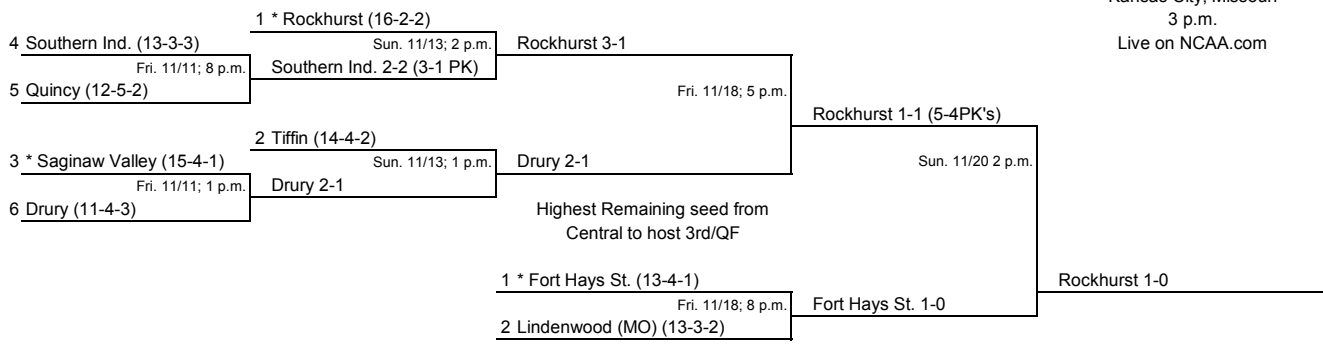 Kansas City, Missouri
3 p.m.
Live on NCAA.com
1 * Rockhurst (16-2-2)
4 Southern Ind. (13-3-3)
Sun. 11/13; 2 p.m.
Rockhurst 3-1
Fri. 11/11; 8 p.m.
Southern Ind. 2-2 (3-1 PK)
5 Quincy (12-5-2)
Fri. 11/18; 5 p.m.
Rockhurst 1-1 (5-4PK's)
2 Tiffin (14-4-2)
3 * Saginaw Valley (15-4-1)
Sun. 11/13; 1 p.m.
Drury 2-1
Sun. 11/20 2 p.m.
Fri. 11/11; 1 p.m.
Drury 2-1
6 Drury (11-4-3)
Highest Remaining seed from
Central to host 3rd/QF
1 * Fort Hays St. (13-4-1)
Rockhurst 1-0
Fri. 11/18; 8 p.m.
Fort Hays St. 1-0
2 Lindenwood (MO) (13-3-2)